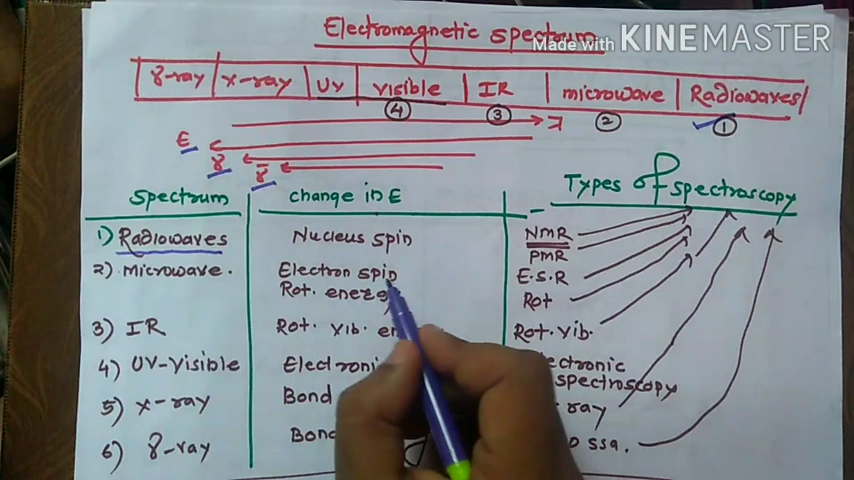 Electromagnetic spectrum
Made with KINEMASTER
γ-ray x-ray UV visible IR microwave Radiowaves
④ ③ ② ①
λ
E
γ
γ̄
spectrum change in E Types of spectroscopy
1) Radiowaves Nucleus spin NMR
PMR
2) Microwave. Electron spin E.S.R
Rot. energy Rot
3) IR Rot. vib. en Rot. vib.
4) UV-visible Electroni ectronic
spectroscopy
5) x-ray Bond ray
6) γ-ray Bond ssa.